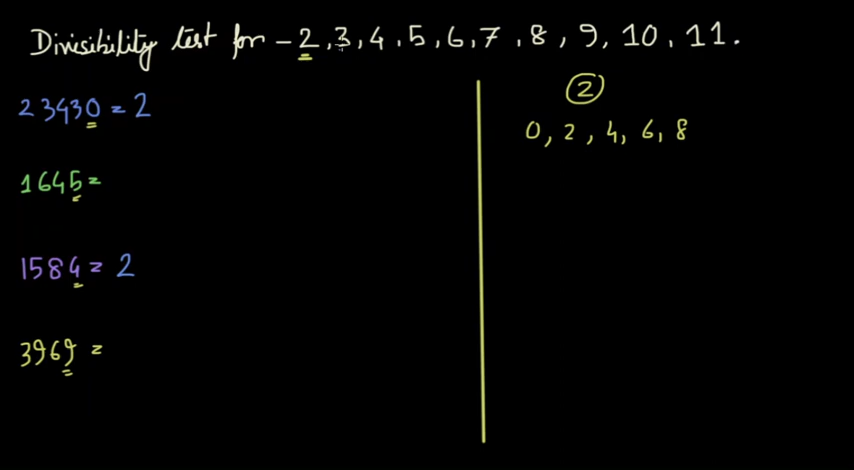 Divisibility test for - 2, 3, 4, 5, 6, 7, 8, 9, 10, 11.
23430 = 2
1645 =
1584 = 2
3969 =
2
0, 2, 4, 6, 8